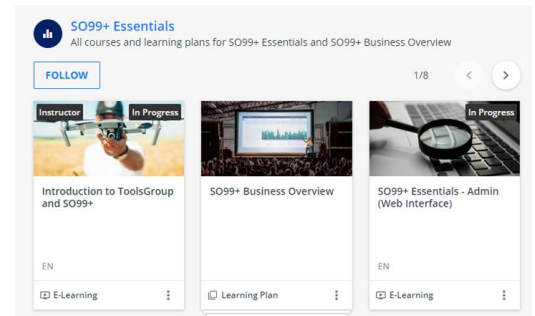 SO99+ Essentials
All courses and learning plans for SO99+ Essentials and SO99+ Business Overview
FOLLOW
1/8
Instructor
In Progress
In Progress
Introduction to ToolsGroup
and SO99+
SO99+ Business Overview
SO99+ Essentials - Admin
(Web Interface)
EN
EN
E-Learning
Learning Plan
E-Learning